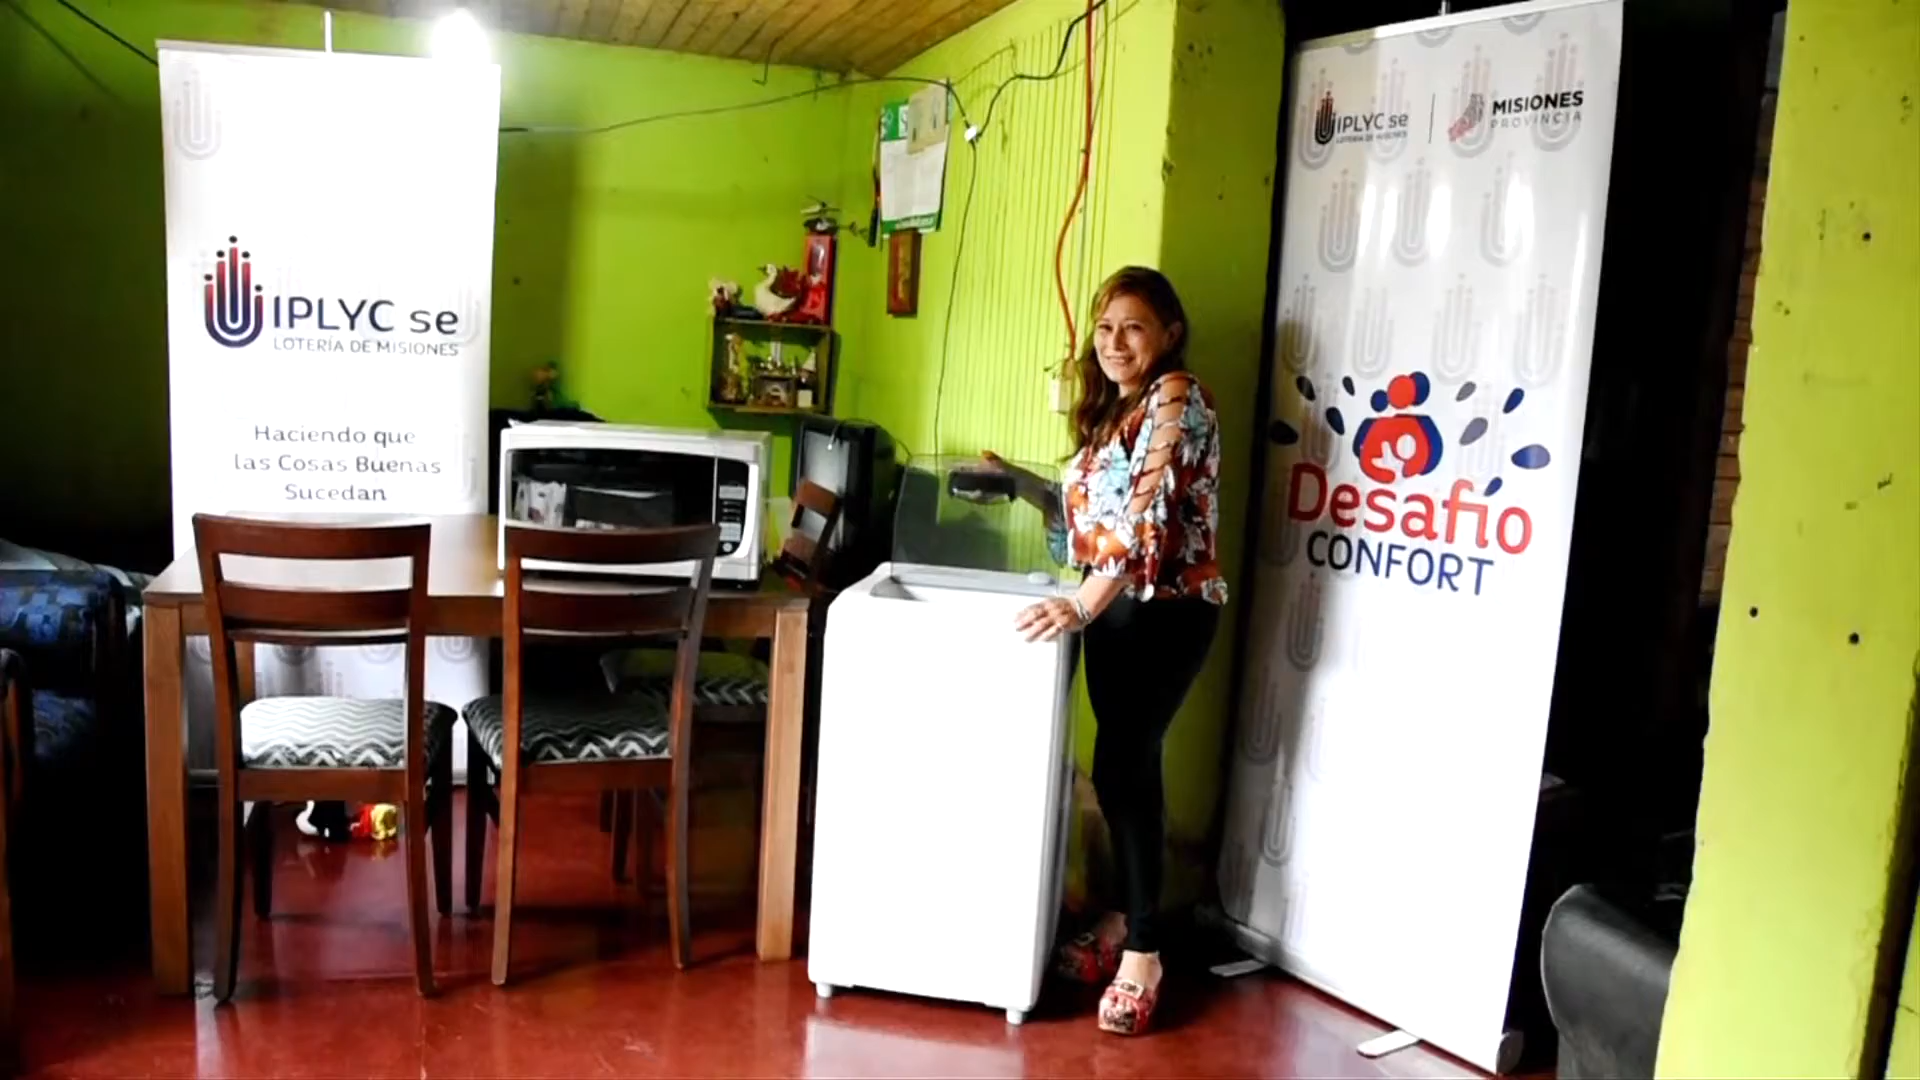 IPLYC se
LOTERÍA DE MISIONES
Haciendo que
las Cosas Buenas
Sucedan
IPLYC se
LOTERÍA DE MISIONES
MISIONES
PROVINCIA
Desafío
CONFORT